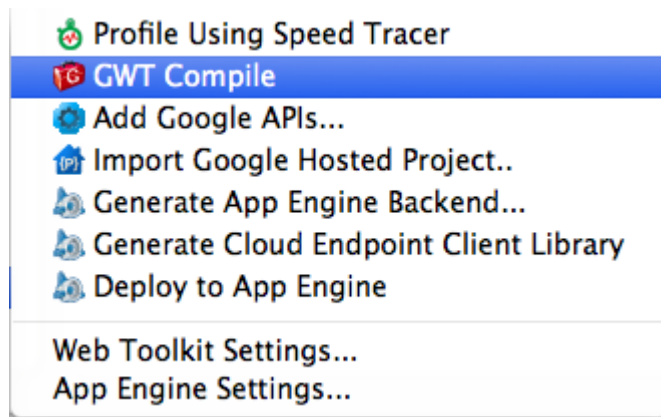 Profile Using Speed Tracer
GWT Compile
Add Google APIs...
Import Google Hosted Project..
Generate App Engine Backend...
Generate Cloud Endpoint Client Library
Deploy to App Engine
Web Toolkit Settings...
App Engine Settings...